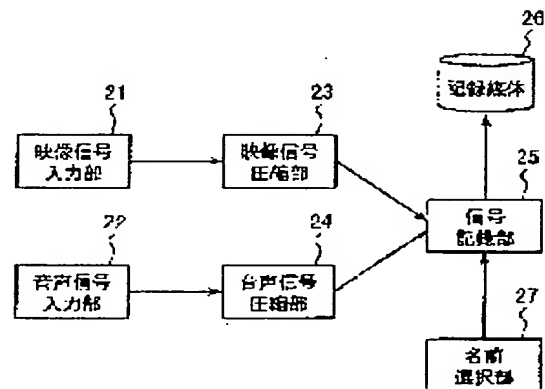 26
記録媒体
21
映像信号
入力部
23
映像信号
圧縮部
25
信号
記録部
22
音声信号
入力部
24
音声信号
圧縮部
27
名前
選択部